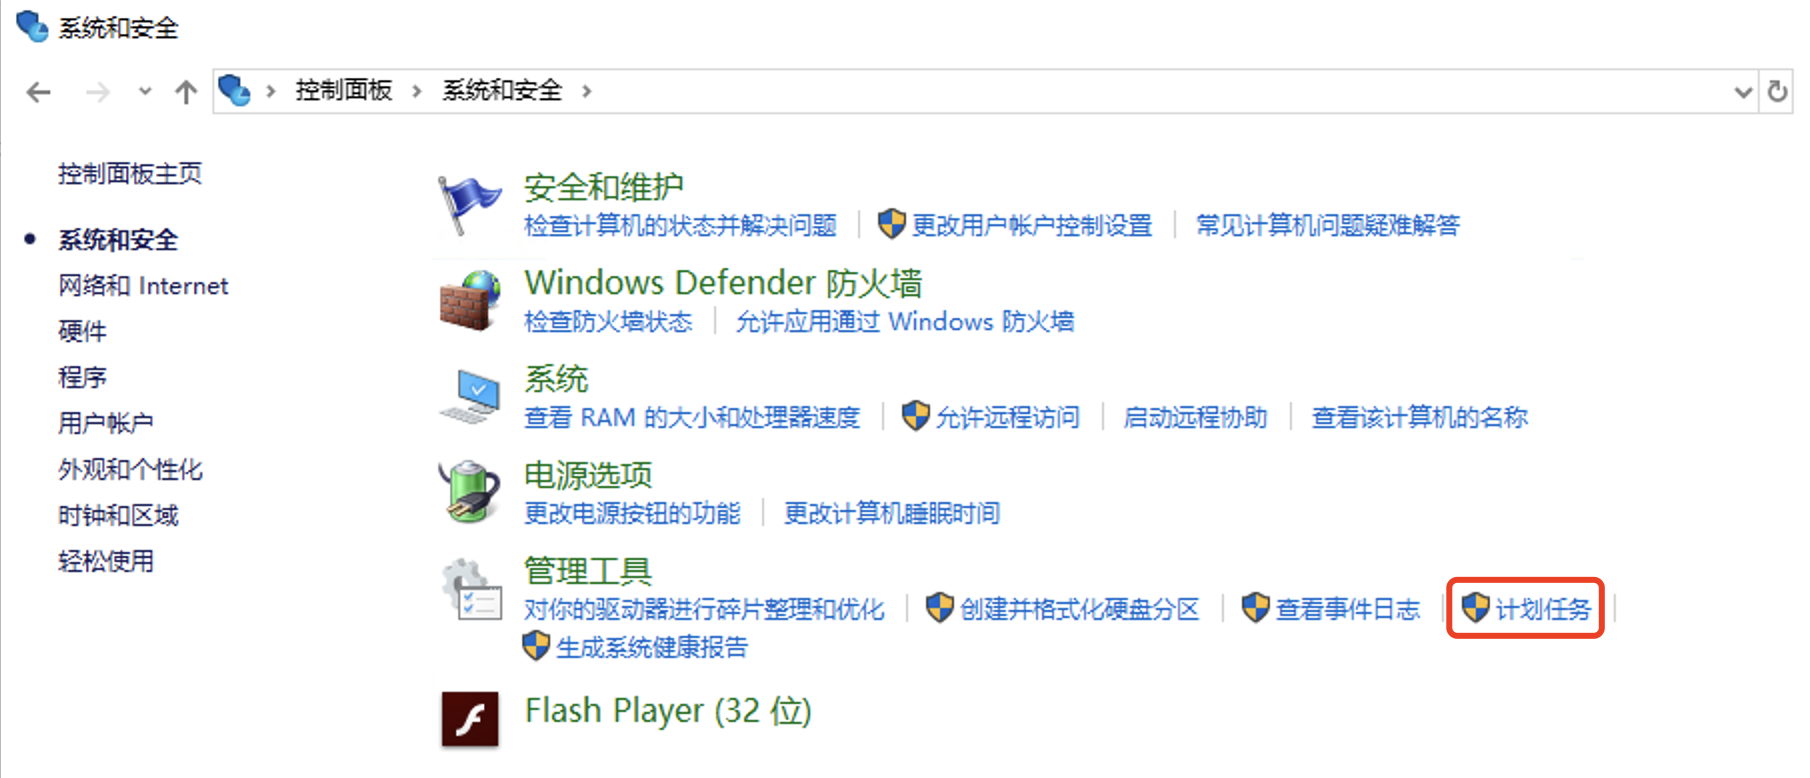 系统和安全
控制面板 系统和安全
控制面板主页
系统和安全
网络和 Internet
硬件
程序
用户帐户
外观和个性化
时钟和区域
轻松使用
安全和维护
检查计算机的状态并解决问题 更改用户帐户控制设置 常见计算机问题疑难解答
Windows Defender 防火墙
检查防火墙状态 允许应用通过 Windows 防火墙
系统
查看 RAM 的大小和处理器速度 允许远程访问 启动远程协助 查看该计算机的名称
电源选项
更改电源按钮的功能 更改计算机睡眠时间
管理工具
对你的驱动器进行碎片整理和优化 创建并格式化硬盘分区 查看事件日志 计划任务
生成系统健康报告
Flash Player (32 位)